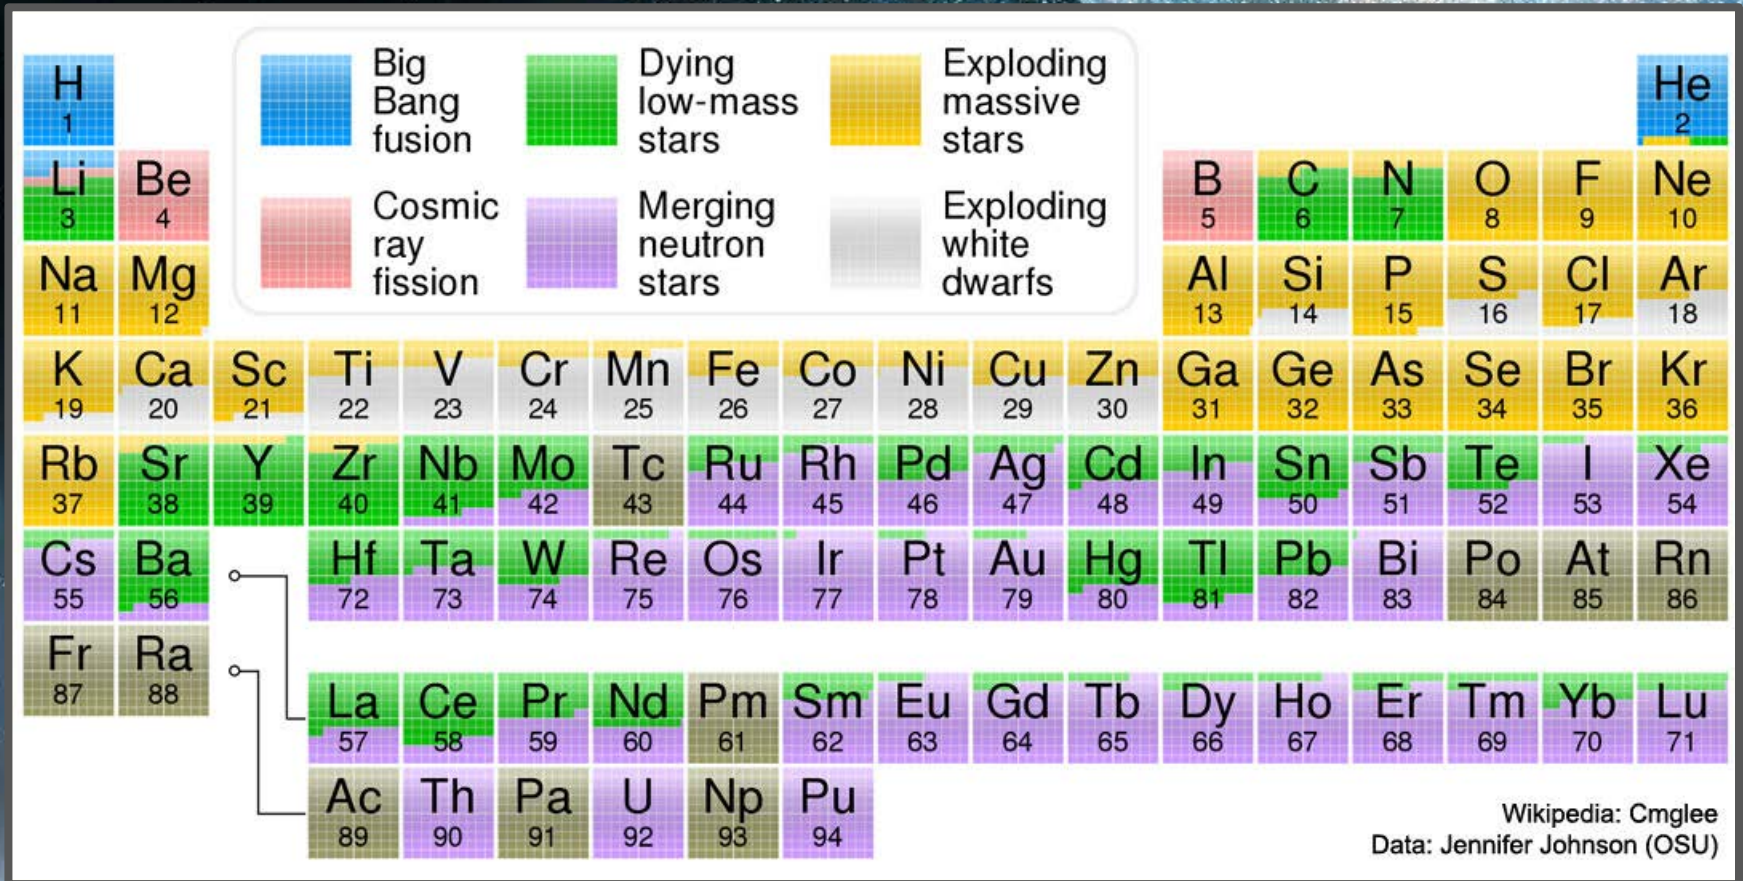 H
1
Big
Bang
fusion
Dying
low-mass
stars
Exploding
massive
stars
He
2
Cosmic
ray
fission
Merging
neutron
stars
Exploding
white
dwarfs
Li
3
Be
4
B
5
C
6
N
7
O
8
F
9
Ne
10
Na
11
Mg
12
Al
13
Si
14
P
15
S
16
Cl
17
Ar
18
K
19
Ca
20
Sc
21
Ti
22
V
23
Cr
24
Mn
25
Fe
26
Co
27
Ni
28
Cu
29
Zn
30
Ga
31
Ge
32
As
33
Se
34
Br
35
Kr
36
Rb
37
Sr
38
Y
39
Zr
40
Nb
41
Mo
42
Tc
43
Ru
44
Rh
45
Pd
46
Ag
47
Cd
48
In
49
Sn
50
Sb
51
Te
52
I
53
Xe
54
Cs
55
Ba
56
Hf
72
Ta
73
W
74
Re
75
Os
76
Ir
77
Pt
78
Au
79
Hg
80
Tl
81
Pb
82
Bi
83
Po
84
At
85
Rn
86
Fr
87
Ra
88
La
57
Ce
58
Pr
59
Nd
60
Pm
61
Sm
62
Eu
63
Gd
64
Tb
65
Dy
66
Ho
67
Er
68
Tm
69
Yb
70
Lu
71
Ac
89
Th
90
Pa
91
U
92
Np
93
Pu
94
Wikipedia: Cmglee
Data: Jennifer Johnson (OSU)